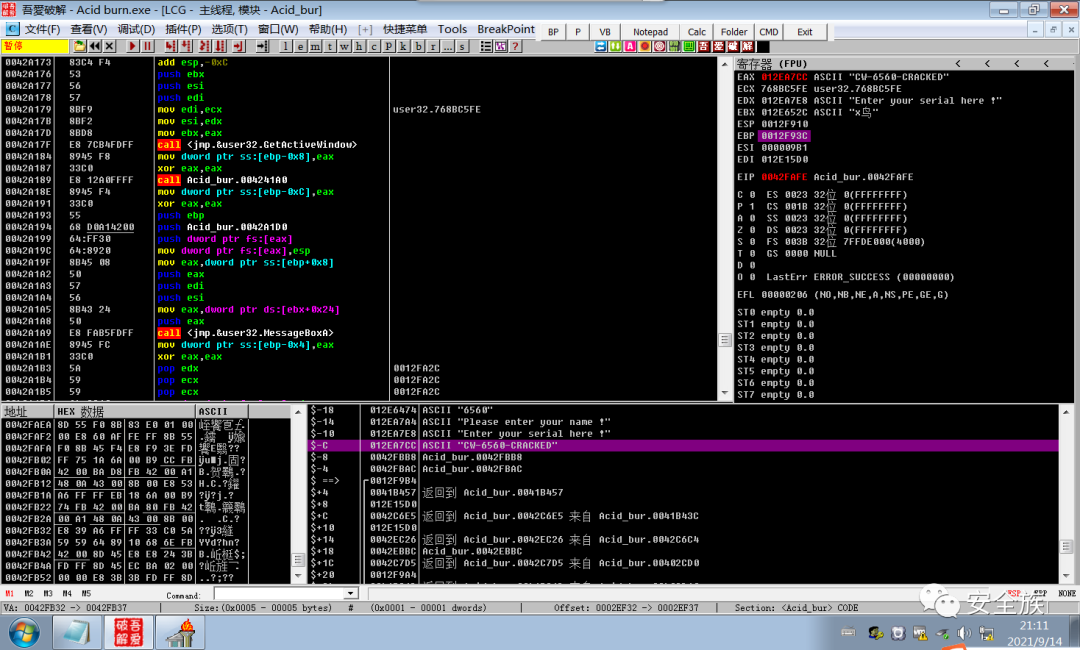 吾爱破解 - Acid burn.exe - [LCG - 主线程, 模块 - Acid_bur]
文件(F) 查看(V) 调试(D) 插件(P) 选项(T) 窗口(W) 帮助(H) [+] 快捷菜单 Tools BreakPoint BP P VB Notepad Calc Folder CMD Exit
暂停 l e m t w h c P k b r ... s ?
0042A173 83C4 F4 add esp,-0xC
0042A176 53 push ebx
0042A177 56 push esi
0042A178 57 push edi
0042A179 8BF9 mov edi,ecx user32.768BC5FE
0042A17B 8BF2 mov esi,edx
0042A17D 8BD8 mov ebx,eax
0042A17F E8 7CB4FDFF call <jmp.&user32.GetActiveWindow>
0042A184 8945 F8 mov dword ptr ss:[ebp-0x8],eax
0042A187 33C0 xor eax,eax
0042A189 E8 12A0FFFF call Acid_bur.004241A0
0042A18E 8945 F4 mov dword ptr ss:[ebp-0xC],eax
0042A191 33C0 xor eax,eax
0042A193 55 push ebp
0042A194 68 D0A14200 push Acid_bur.0042A1D0
0042A199 64:FF30 push dword ptr fs:[eax]
0042A19C 64:8920 mov dword ptr fs:[eax],esp
0042A19F 8B45 08 mov eax,dword ptr ss:[ebp+0x8]
0042A1A2 50 push eax
0042A1A3 57 push edi
0042A1A4 56 push esi
0042A1A5 8B43 24 mov eax,dword ptr ds:[ebx+0x24]
0042A1A8 50 push eax
0042A1A9 E8 FAB5FDFF call <jmp.&user32.MessageBoxA>
0042A1AE 8945 FC mov dword ptr ss:[ebp-0x4],eax
0042A1B1 33C0 xor eax,eax
0042A1B3 5A pop edx 0012FA2C
0042A1B4 59 pop ecx 0012FA2C
0042A1B5 59 pop ecx 0012FA2C
寄存器 (FPU) < < < <
EAX 012EA7CC ASCII "CW-6560-CRACKED"
ECX 768BC5FE user32.768BC5FE
EDX 012EA7E8 ASCII "Enter your serial here !"
EBX 012E652C ASCII "x鸟"
ESP 0012F910
EBP 0012F93C
ESI 000009B1
EDI 012E15D0
EIP 0042FAFE Acid_bur.0042FAFE
C 0 ES 0023 32位 0(FFFFFFFF)
P 1 CS 001B 32位 0(FFFFFFFF)
A 0 SS 0023 32位 0(FFFFFFFF)
Z 0 DS 0023 32位 0(FFFFFFFF)
S 0 FS 003B 32位 7FFDE000(4000)
T 0 GS 0000 NULL
D 0
O 0 LastErr ERROR_SUCCESS (00000000)
EFL 00000206 (NO,NB,NE,A,NS,PE,GE,G)
ST0 empty 0.0
ST1 empty 0.0
ST2 empty 0.0
ST3 empty 0.0
ST4 empty 0.0
ST5 empty 0.0
ST6 empty 0.0
ST7 empty 0.0
地址 HEX 数据 ASCII
0042FAEA 8D 55 F0 8B 83 E0 01 00
0042FAF2 00 E8 60 AF FE FF 8B 55
0042FAFA F0 8B 45 F4 E8 F9 3E FD
0042FB02 FF 75 1A 6A 00 B9 CC FB
0042FB0A 42 00 BA D8 FB 42 00 A1
0042FB12 48 0A 43 00 8B 00 E8 53
0042FB1A A6 FF FF EB 18 6A 00 B9
0042FB22 74 FB 42 00 BA 80 FB 42
0042FB2A 00 A1 48 0A 43 00 8B 00
0042FB32 E8 39 A6 FF FF 33 C0 5A
0042FB3A 59 59 64 89 10 68 6E FB
0042FB42 42 00 8D 45 E8 E8 24 3B
0042FB4A FD FF 8D 45 EC BA 02 00
0042FB52 00 00 E8 3B 3B FD FF 8D
$-18 012E6474 ASCII "6560"
$-14 012EA7A4 ASCII "Please enter your name !"
$-10 012EA7E8 ASCII "Enter your serial here !"
$-C 012EA7CC ASCII "CW-6560-CRACKED"
$-8 0042FBB8 Acid_bur.0042FBB8
$-4 0042FBAC Acid_bur.0042FBAC
$ ==> 0012F9B4
$+4 0041B457 返回到 Acid_bur.0041B457
$+8 012E15D0
$+C 0042C6E5 返回到 Acid_bur.0042C6E5 来自 Acid_bur.0041B43C
$+10 012E15D0
$+14 0042EC26 返回到 Acid_bur.0042EC26 来自 Acid_bur.0042C6C4
$+18 0042EBBC Acid_bur.0042EBBC
$+1C 0042C7D5 返回到 Acid_bur.0042C7D5 来自 Acid_bur.00402CD0
$+20 0012F9A4
M1 M2 M3 M4 M5 Command: ESP EBP NONE
VA: 0042FB32 -> 0042FB37 Size:(0x0005 - 00005 bytes) # (0x0001 - 00001 dwords) Offset: 0002EF32 -> 0002EF37 Section: <Acid_bur> CODE
安全族
吾爱破解
21:11
2021/9/14